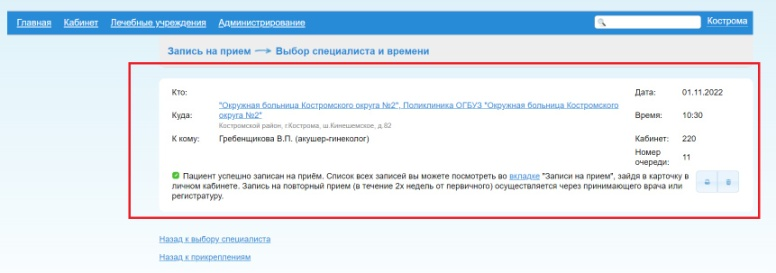 Главная Кабинет Лечебные учреждения Администрирование Кострома
Запись на прием → Выбор специалиста и времени
Кто: Дата: 01.11.2022
"Окружная больница Костромского округа №2", Поликлиника ОГБУЗ "Окружная больница Костромского
Куда: округа №2" Время: 10:30
Костромской район, г.Кострома, ш.Кинешемское, д.82
К кому: Гребенщикова В.П. (акушер-гинеколог) Кабинет: 220
Номер
очереди: 11
Пациент успешно записан на приём. Список всех записей вы можете посмотреть во вкладке "Записи на прием", зайдя в карточку в
личном кабинете. Запись на повторный прием (в течение 2х недель от первичного) осуществляется через принимающего врача или
регистратуру.
Назад к выбору специалиста
Назад к прикреплениям